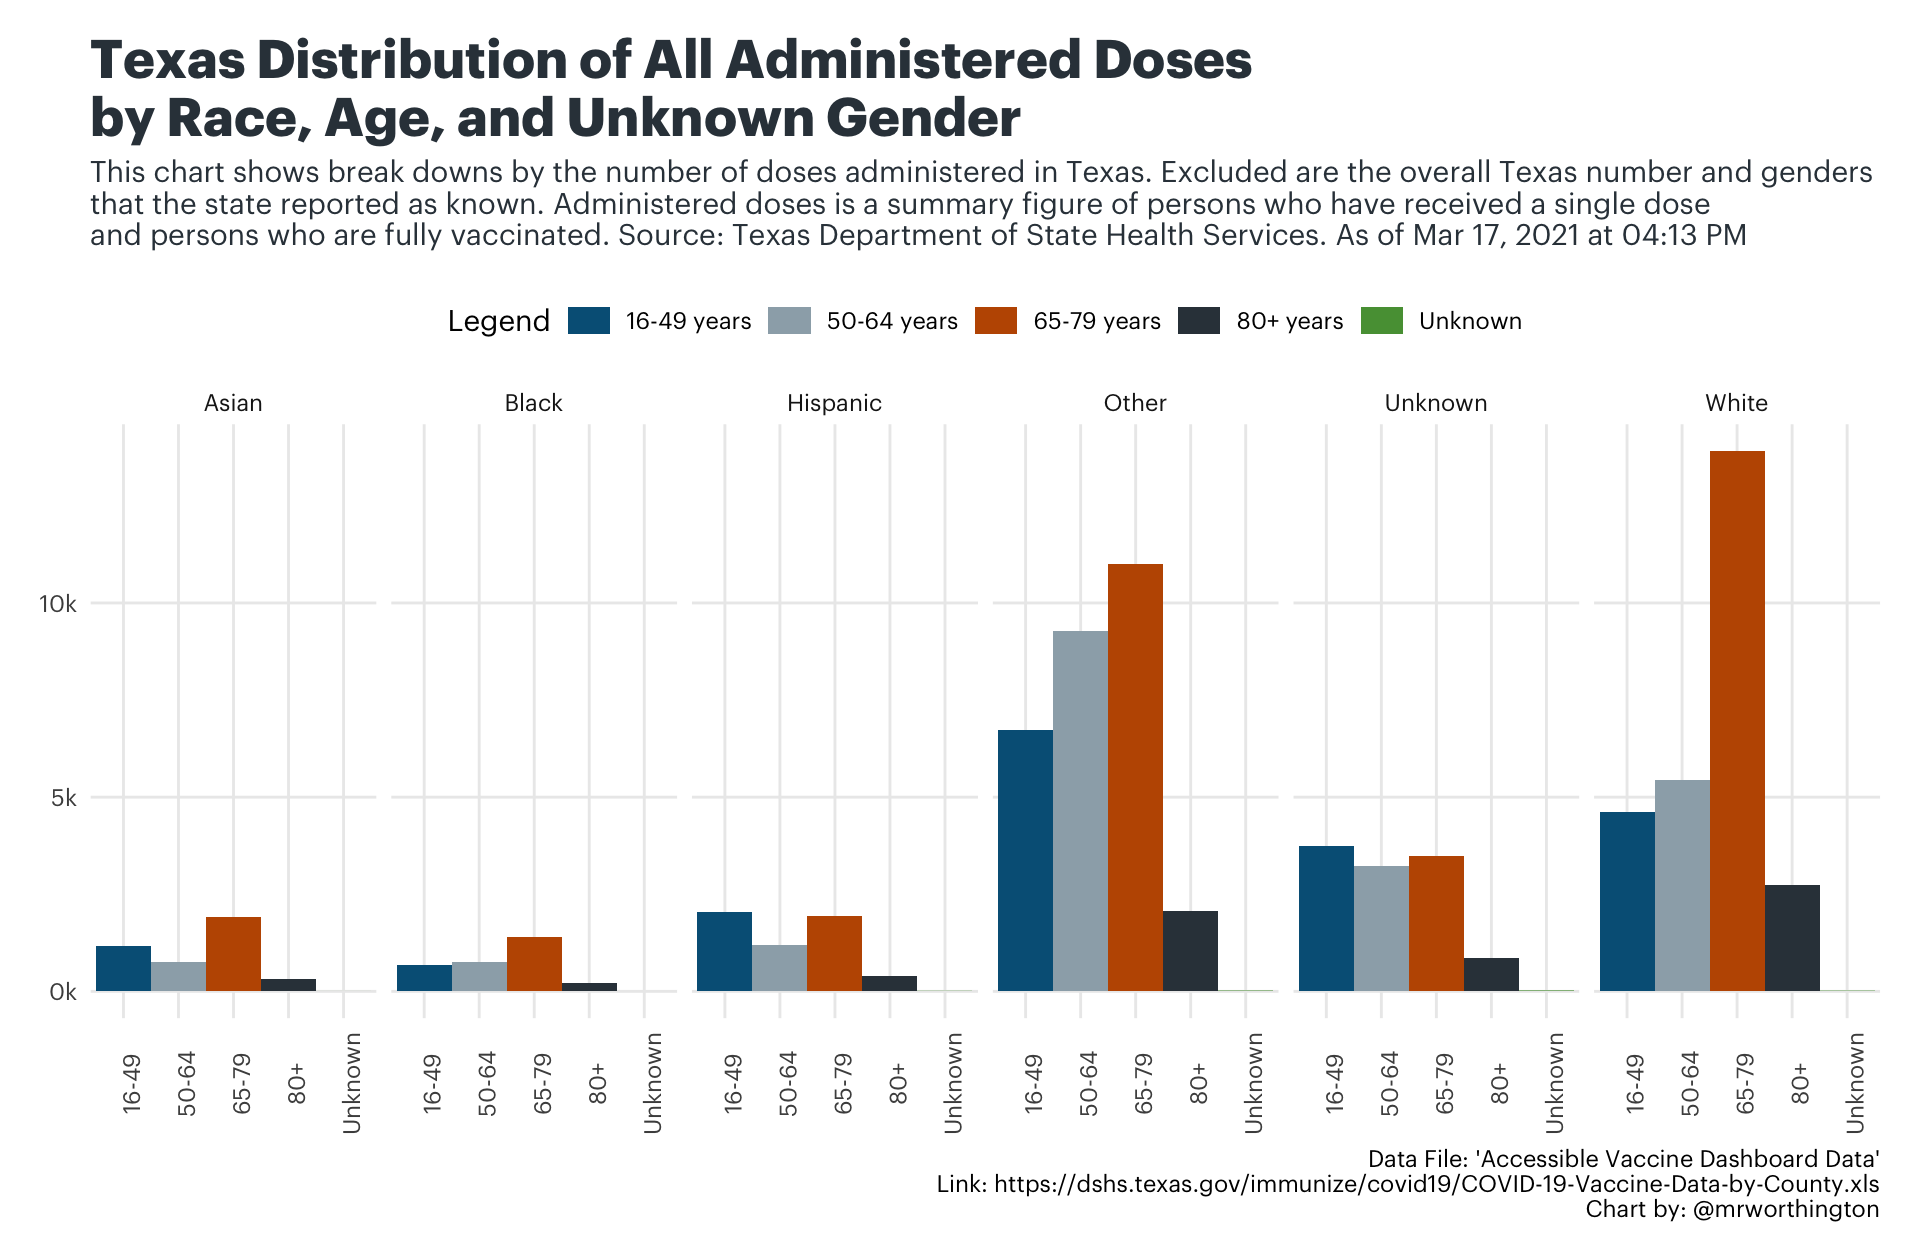 Texas Distribution of All Administered Doses
by Race, Age, and Unknown Gender
This chart shows break downs by the number of doses administered in Texas. Excluded are the overall Texas number and genders
that the state reported as known. Administered doses is a summary figure of persons who have received a single dose
and persons who are fully vaccinated. Source: Texas Department of State Health Services. As of Mar 17, 2021 at 04:13 PM
Legend 16-49 years 50-64 years 65-79 years 80+ years Unknown
Asian Black Hispanic Other Unknown White
10k
5k
0k
16-49 50-64 65-79 80+ Unknown 16-49 50-64 65-79 80+ Unknown 16-49 50-64 65-79 80+ Unknown 16-49 50-64 65-79 80+ Unknown 16-49 50-64 65-79 80+ Unknown 16-49 50-64 65-79 80+ Unknown
Data File: 'Accessible Vaccine Dashboard Data'
Link: https://dshs.texas.gov/immunize/covid19/COVID-19-Vaccine-Data-by-County.xls
Chart by: @mrworthington